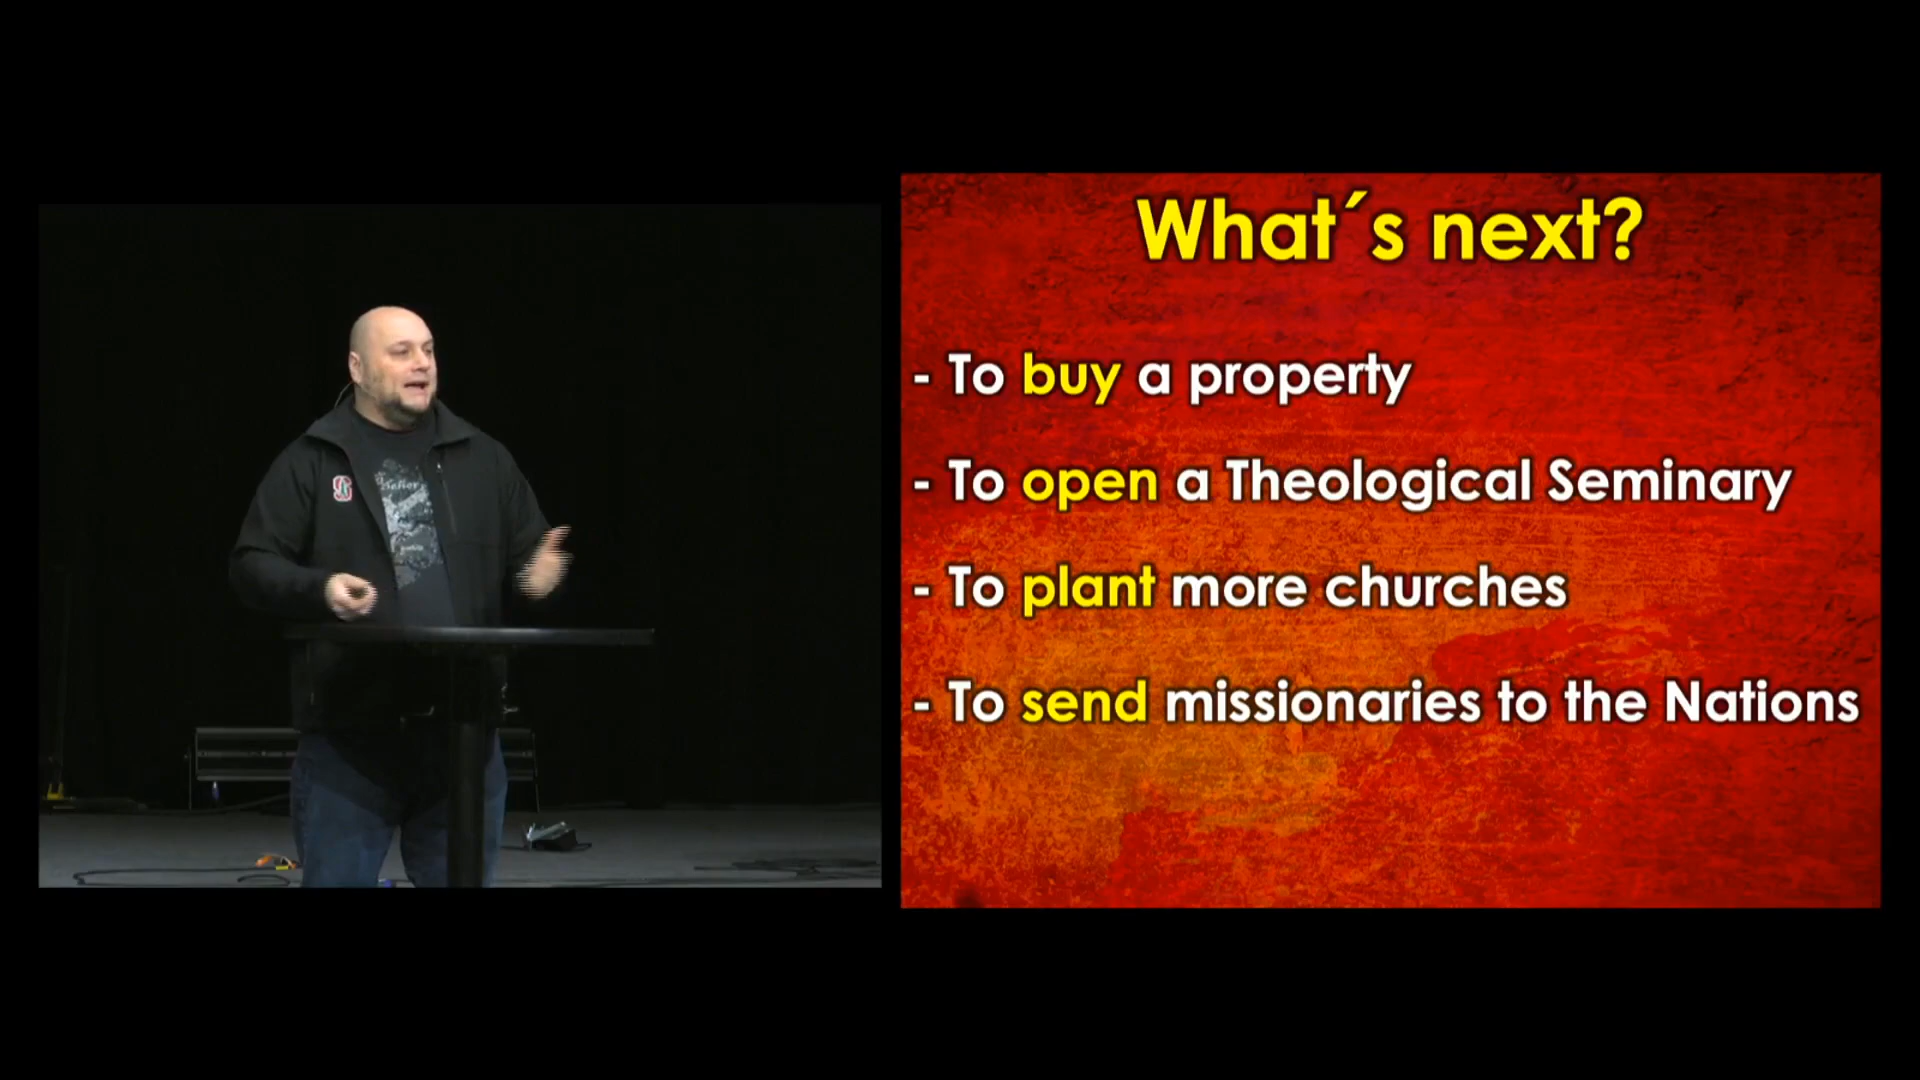 What´s next?
- To buy a property
- To open a Theological Seminary
- To plant more churches
- To send missionaries to the Nations
S